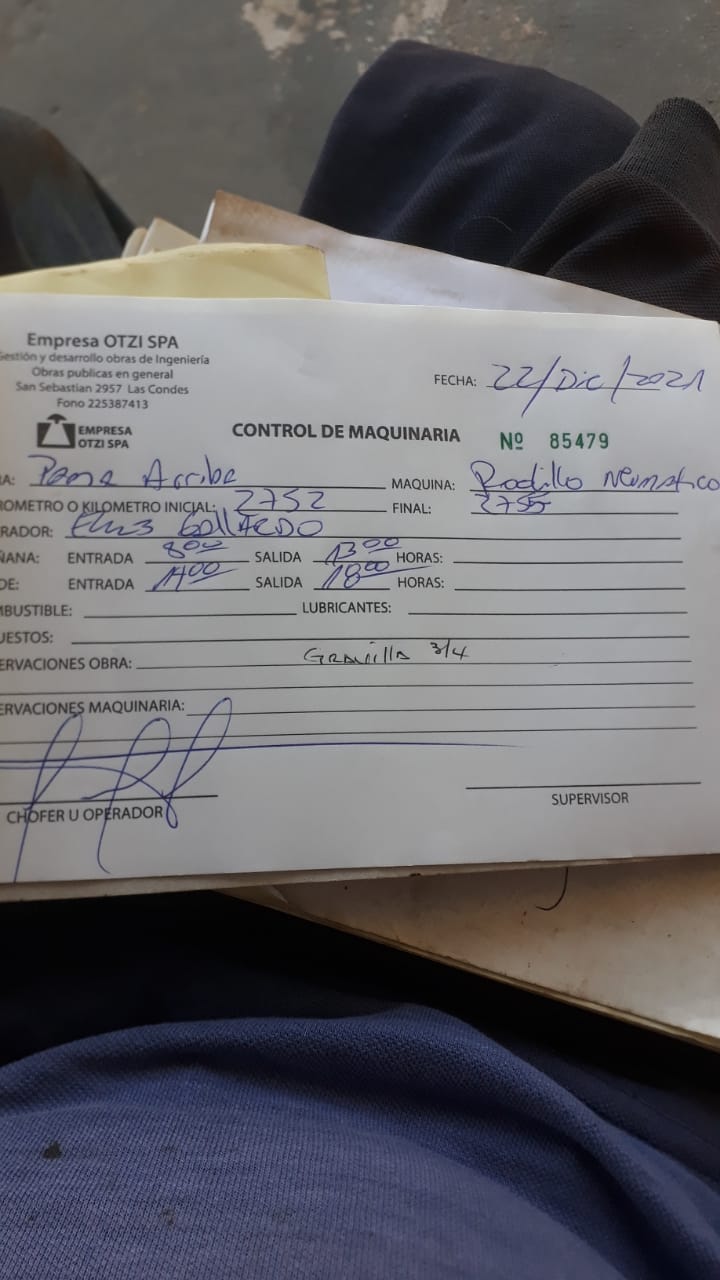 Empresa OTZI SPA
Gestión y desarrollo obras de Ingeniería
Obras publicas en general
San Sebastian 2957 Las Condes
Fono 225387413
FECHA: 22/Dic/2021
EMPRESA
OTZI SPA
CONTROL DE MAQUINARIA
Nº 85479
A: Pama Arriba MAQUINA: Rodillo Neumatico
ROMETRO O KILOMETRO INICIAL: 2752 FINAL: 2755
RADOR: GALLARDO
ÑANA: ENTRADA 8:00 SALIDA 13:00 HORAS:
DE: ENTRADA 14:00 SALIDA 18:00 HORAS:
MBUSTIBLE: LUBRICANTES:
UESTOS:
ERVACIONES OBRA: GRAVILLA 3/4
ERVACIONES MAQUINARIA:
CHOFER U OPERADOR
SUPERVISOR